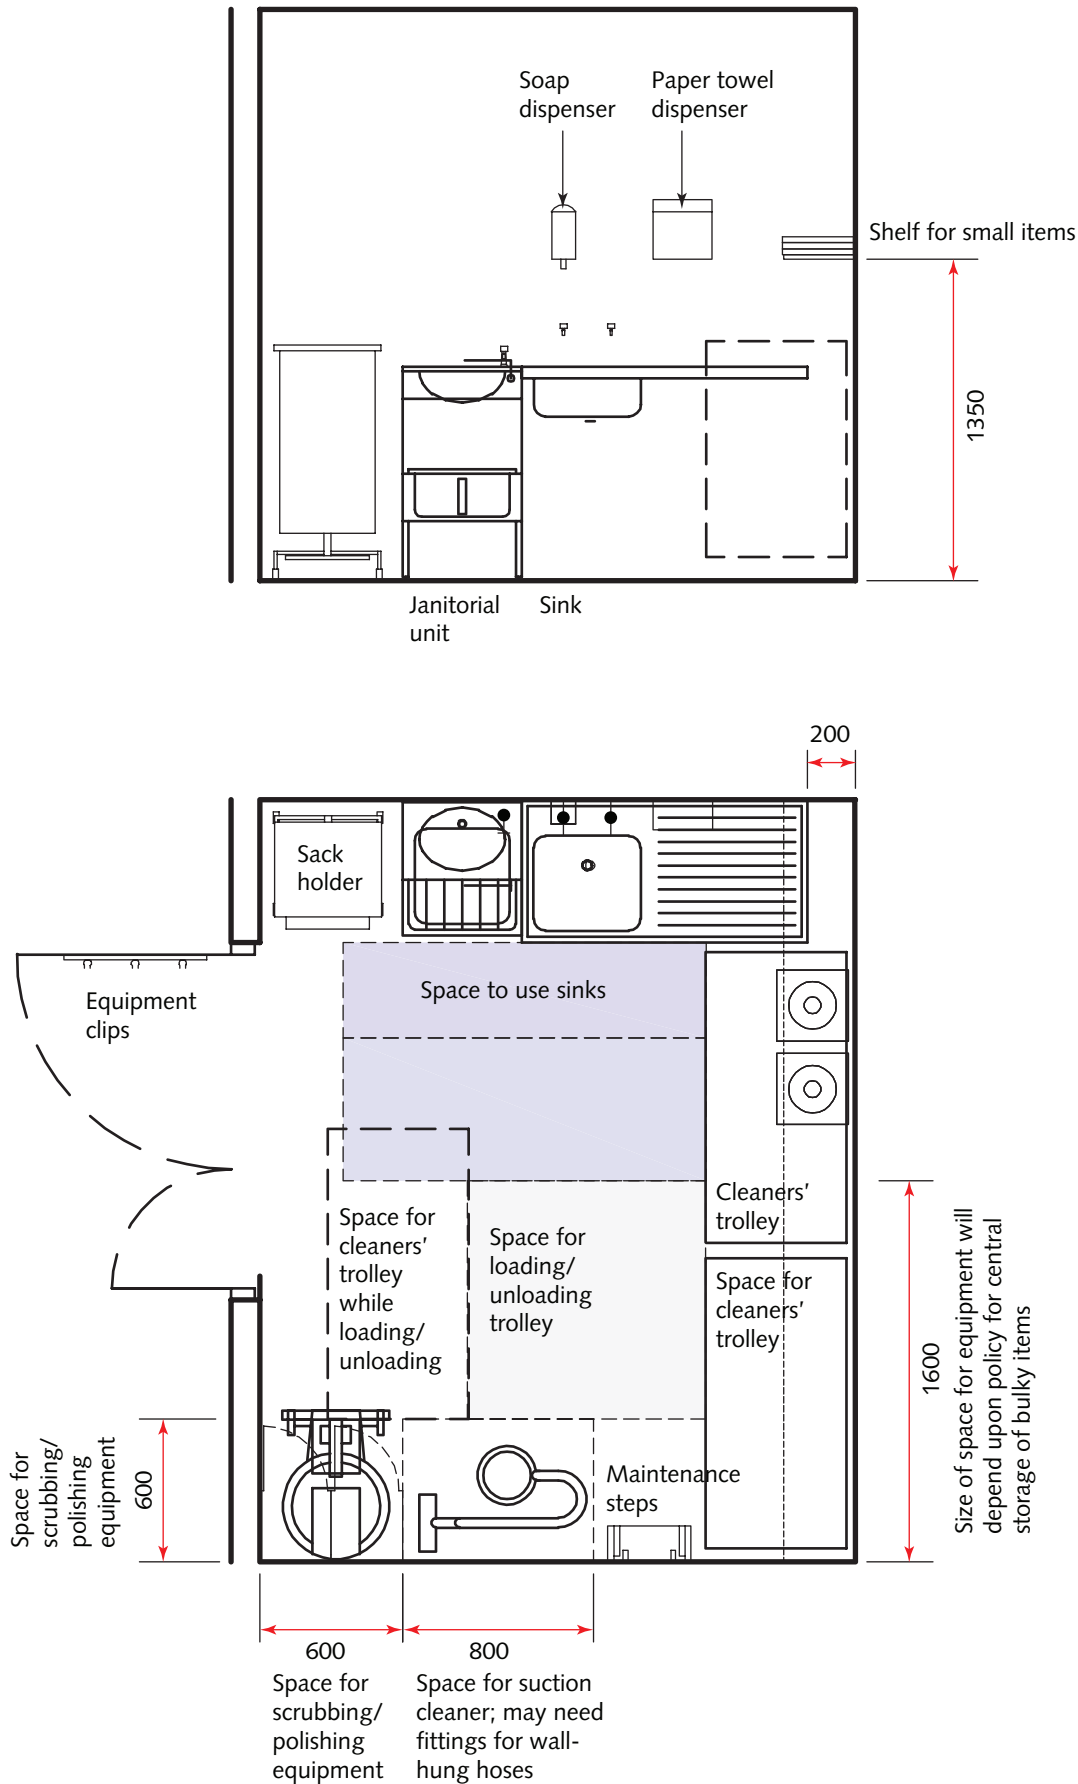 Soap
dispenser
Paper towel
dispenser
Shelf for small items
1350
Janitorial
unit
Sink
200
Sack
holder
Equipment
clips
Space to use sinks
Cleaners’
trolley
Space for
cleaners’
trolley
while
loading/
unloading
Space for
loading/
unloading
trolley
Space for
cleaners’
trolley
1600
Size of space for equipment will
depend upon policy for central
storage of bulky items
Space for
scrubbing/
polishing
equipment
600
Maintenance
steps
600
Space for
scrubbing/
polishing
equipment
800
Space for suction
cleaner; may need
fittings for wall-
hung hoses